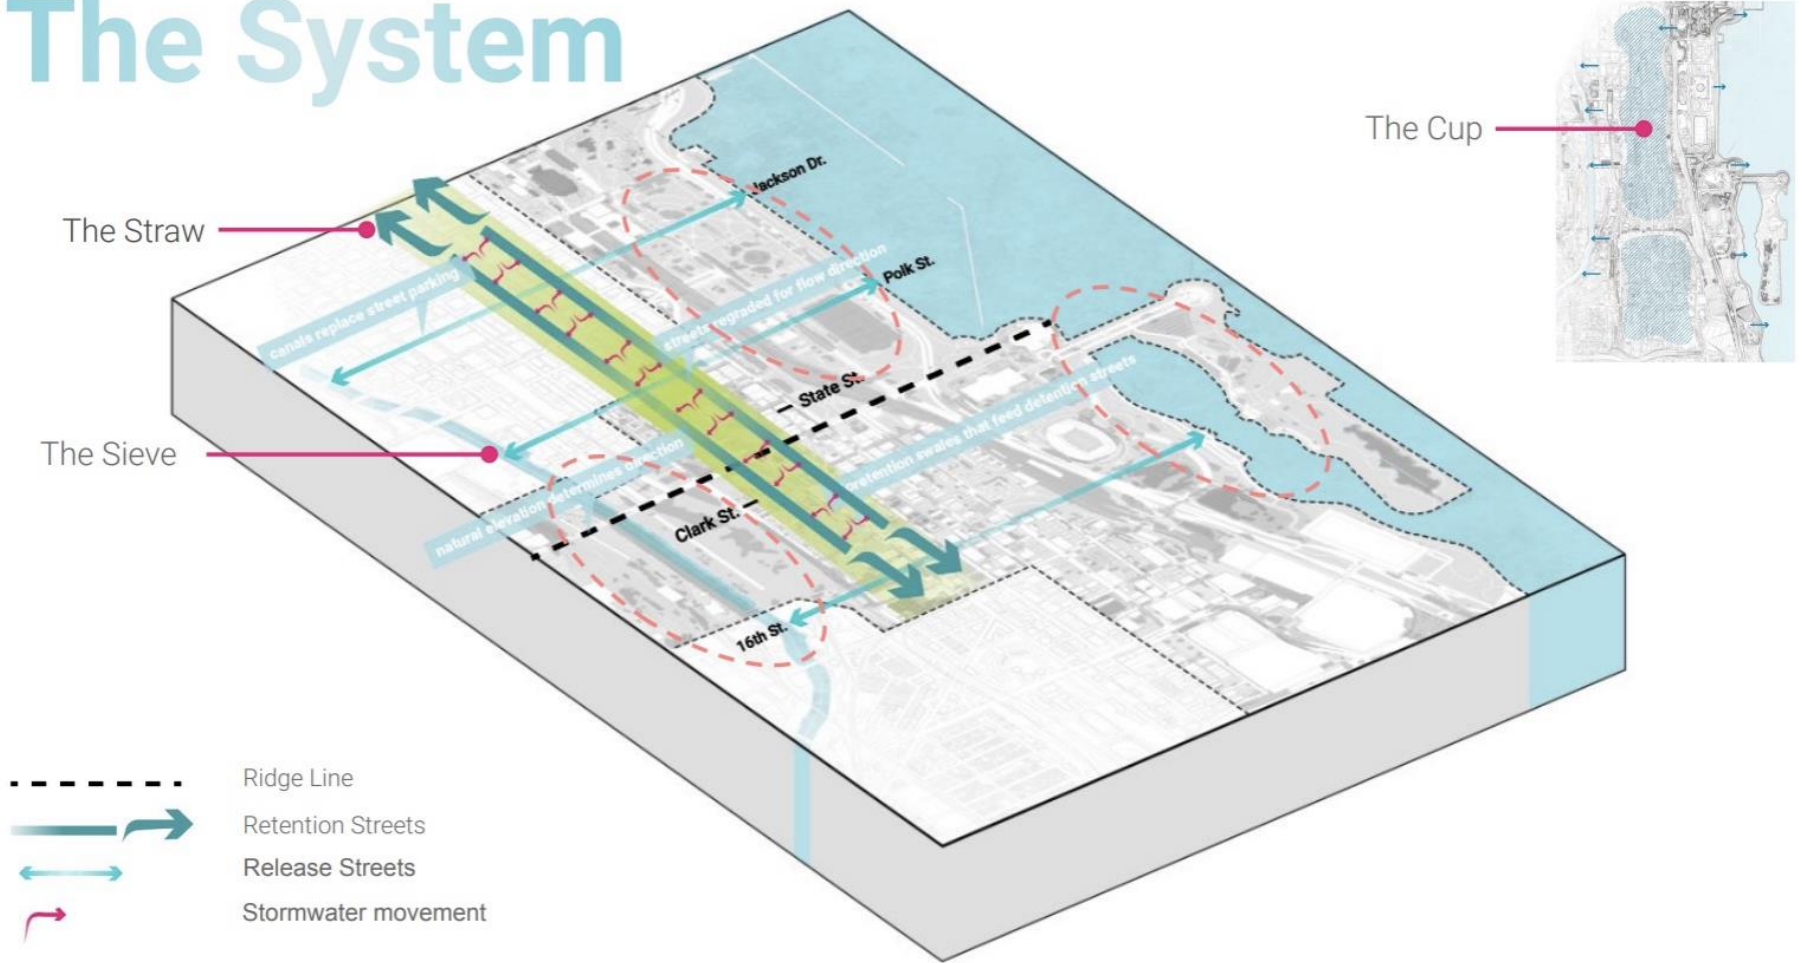 The System
The Cup
The Straw
The Sieve
Jackson Dr.
Polk St.
State St.
Clark St.
16th St.
canals replace street parking
streets regraded for flow direction
natural elevation determines direction
retention swales that feed detention streets
Ridge Line
Retention Streets
Release Streets
Stormwater movement